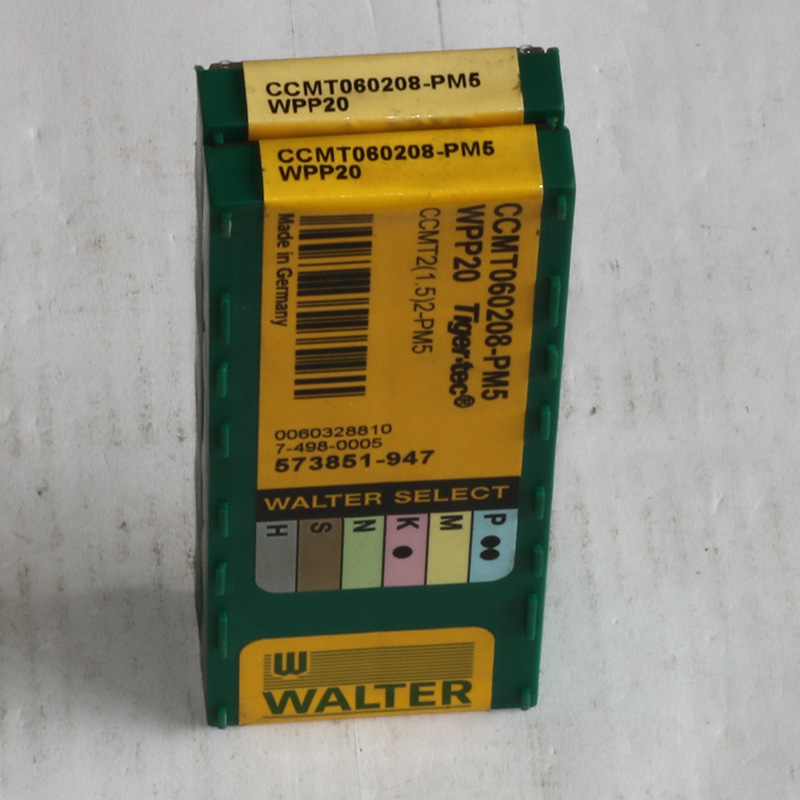 CCMT060208-PM5
WPP20
CCMT060208-PM5
WPP20
CCMT060208-PM5
WPP20 Tiger·tec®
CCMT2(1.5)2-PM5
Made in Germany
0060328810
7-498-0005
573851-947
WALTER SELECT
H S N K M P
W
WALTER